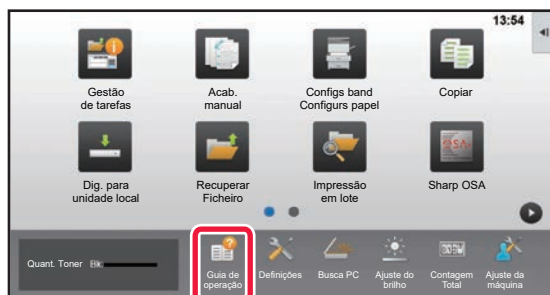 13:54
Gestão
de tarefas
Acab.
manual
Configs band
Configurs papel
Copiar
Dig. para
unidade local
Recuperar
Ficheiro
Impressão
em lote
Sharp OSA
Quant. Toner Bk:
Guia de
operação
Definições
Busca PC
Ajuste do
brilho
Contagem
Total
Ajuste da
máquina